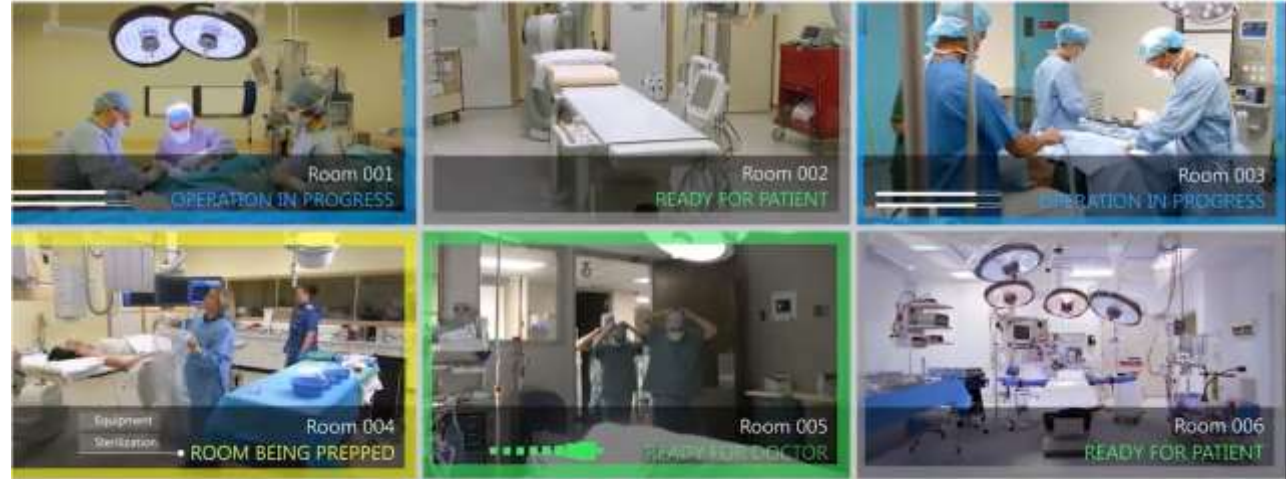 Room 001
OPERATION IN PROGRESS
Room 002
READY FOR PATIENT
Room 003
OPERATION IN PROGRESS
Equipment
Sterilization
Room 004
ROOM BEING PREPPED
Room 005
READY FOR DOCTOR
Room 006
READY FOR PATIENT